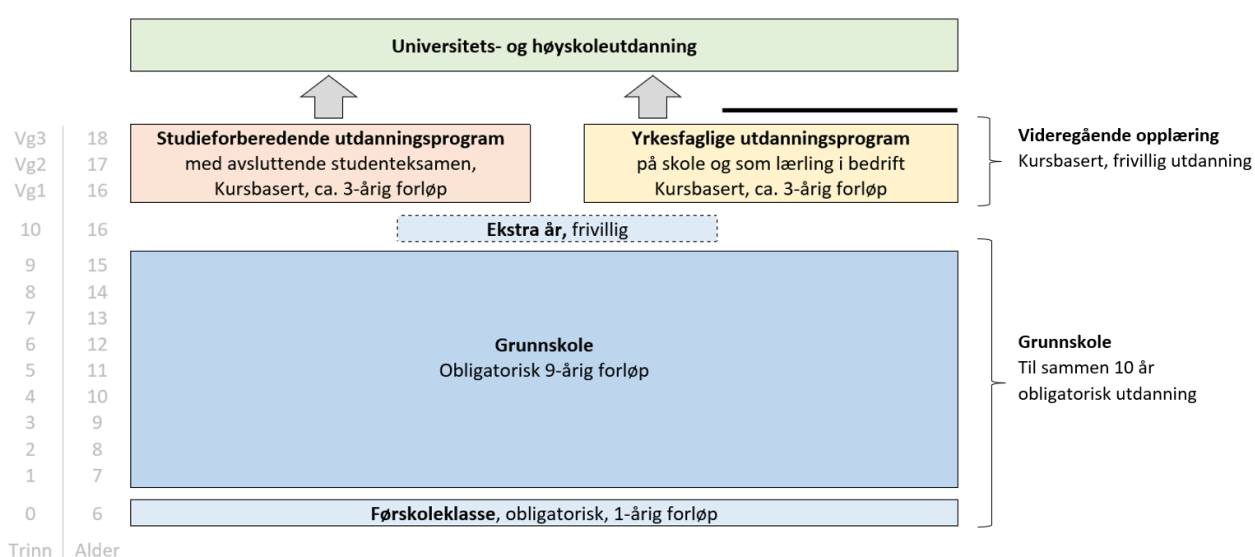 Universitets- og høyskoleutdanning
Vg3 18
Vg2 17
Vg1 16
Studieforberedende utdanningsprogram
med avsluttende studenteksamen,
Kursbasert, ca. 3-årig forløp
Yrkesfaglige utdanningsprogram
på skole og som lærling i bedrift
Kursbasert, ca. 3-årig forløp
Videregående opplæring
Kursbasert, frivillig utdanning
10 16
Ekstra år, frivillig
9 15
8 14
7 13
6 12
5 11
4 10
3 9
2 8
1 7
Grunnskole
Obligatorisk 9-årig forløp
Grunnskole
Til sammen 10 år
obligatorisk utdanning
0 6
Førskoleklasse, obligatorisk, 1-årig forløp
Trinn Alder